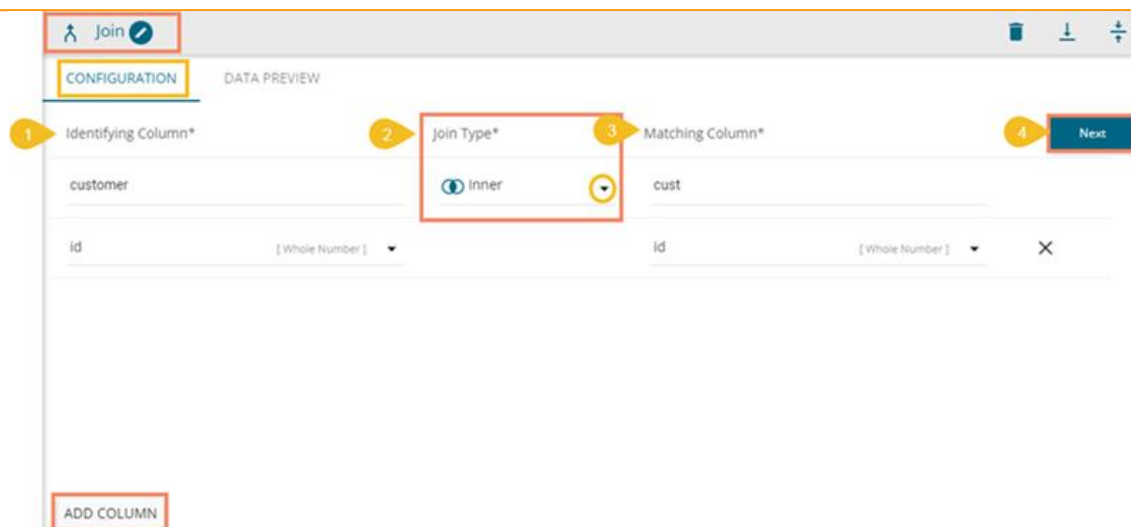 Join
CONFIGURATION DATA PREVIEW
1 Identifying Column* 2 Join Type* 3 Matching Column* 4 Next
customer Inner cust
id [ Whole Number ] id [ Whole Number ]
ADD COLUMN